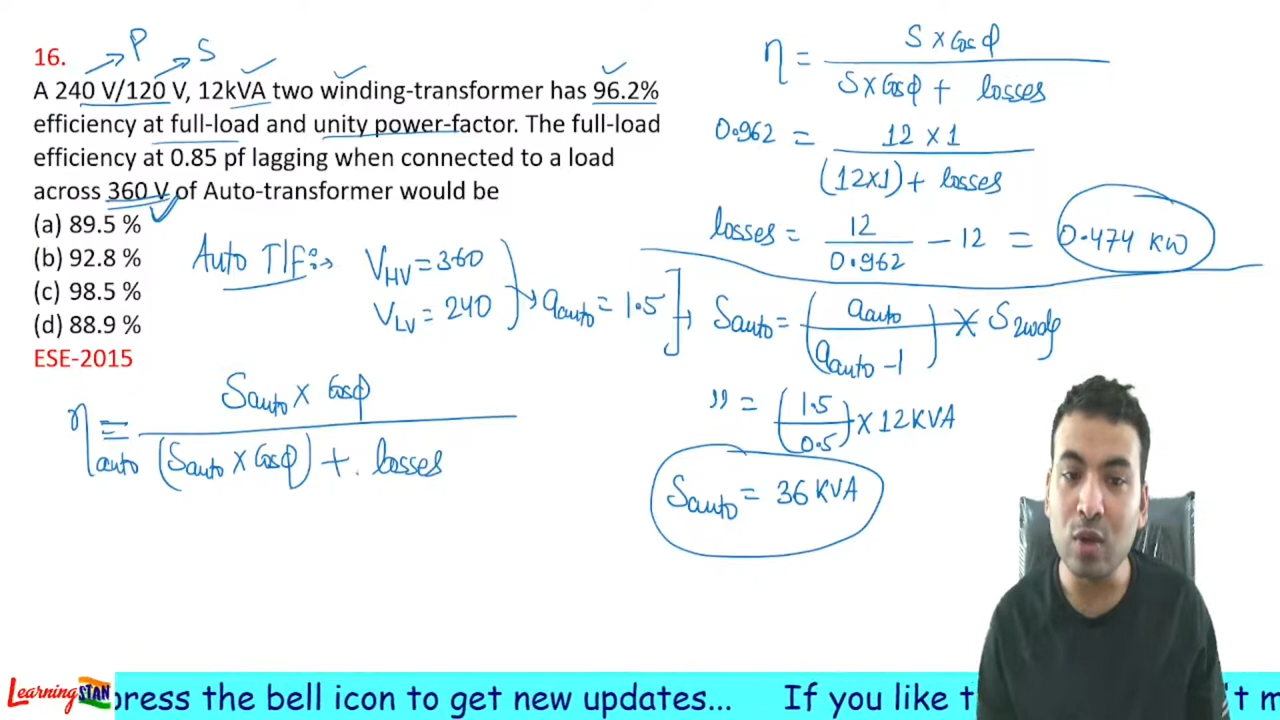 16.
P
S
A 240 V/120 V, 12kVA two winding-transformer has 96.2%
efficiency at full-load and unity power-factor. The full-load
efficiency at 0.85 pf lagging when connected to a load
across 360 V of Auto-transformer would be
(a) 89.5 %
(b) 92.8 %
(c) 98.5 %
(d) 88.9 %
ESE-2015
Auto T/F:→
V_HV = 360
V_LV = 240
a_auto = 1.5
η_auto = S_auto × Cosφ / (S_auto × Cosφ) + losses
η = S × Cosφ / S × Cosφ + losses
0.962 = 12 × 1 / (12×1) + losses
losses = 12 / 0.962 − 12 = 0.474 kW
S_auto = (a_auto / a_auto −1) × S_2wdg
,, = (1.5 / 0.5) × 12 KVA
S_auto = 36 KVA
Learning STAN
press the bell icon to get new updates... If you like t